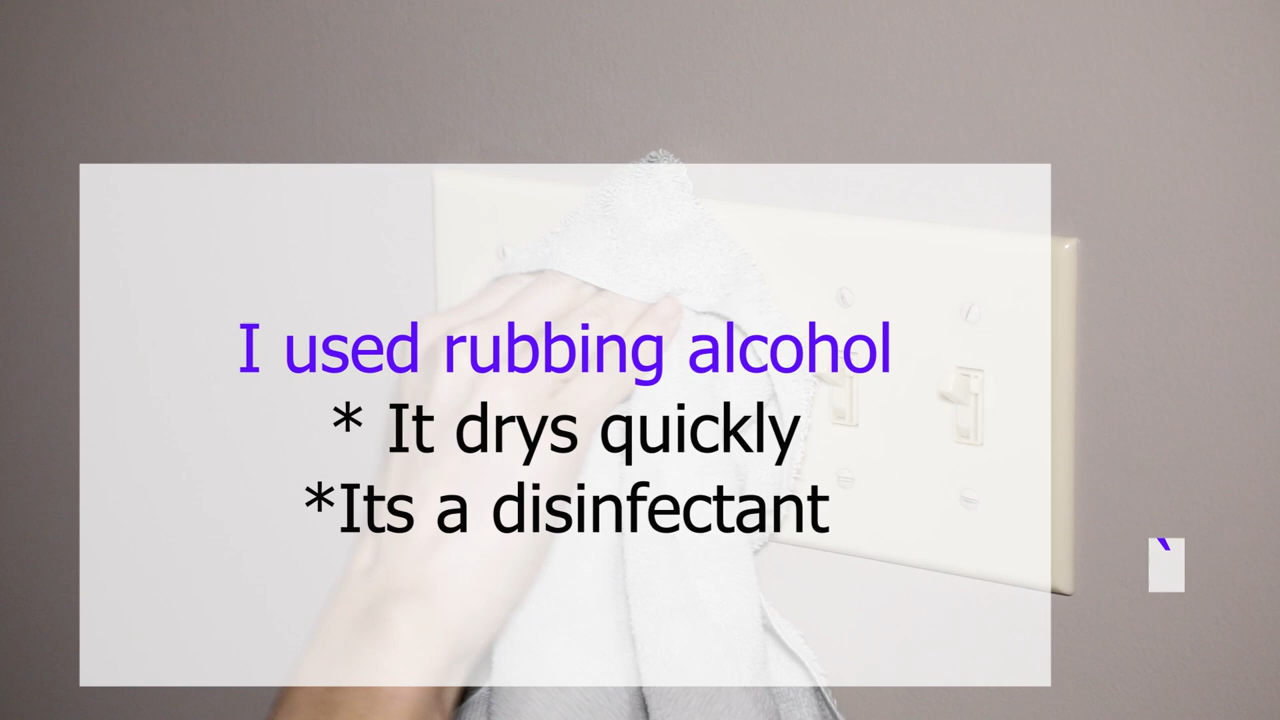 I used rubbing alcohol
* It drys quickly
*Its a disinfectant
`